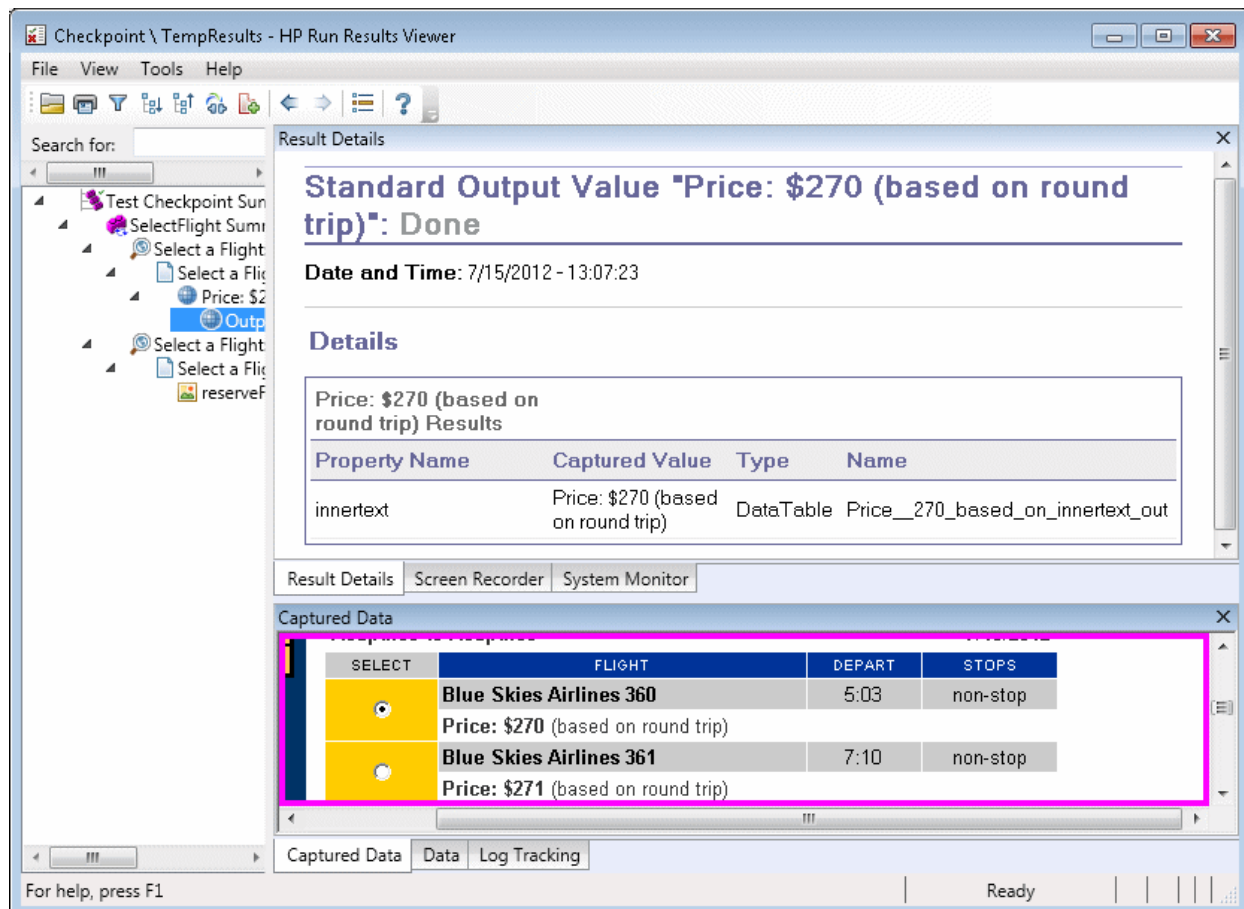 Checkpoint \ TempResults - HP Run Results Viewer
File View Tools Help
Search for:
Result Details
Test Checkpoint Sun
SelectFlight Sum
Select a Flight
Select a Flig
Price: $2
Outp
Select a Flight
Select a Flig
reserveF
Standard Output Value "Price: $270 (based on round
trip)": Done
Date and Time: 7/15/2012 - 13:07:23
Details
Price: $270 (based on
round trip) Results
Property Name Captured Value Type Name
innertext Price: $270 (based on round trip) DataTable Price__270_based_on_innertext_out
Result Details Screen Recorder System Monitor
Captured Data
SELECT FLIGHT DEPART STOPS
Blue Skies Airlines 360 5:03 non-stop
Price: $270 (based on round trip)
Blue Skies Airlines 361 7:10 non-stop
Price: $271 (based on round trip)
Captured Data Data Log Tracking
For help, press F1 Ready